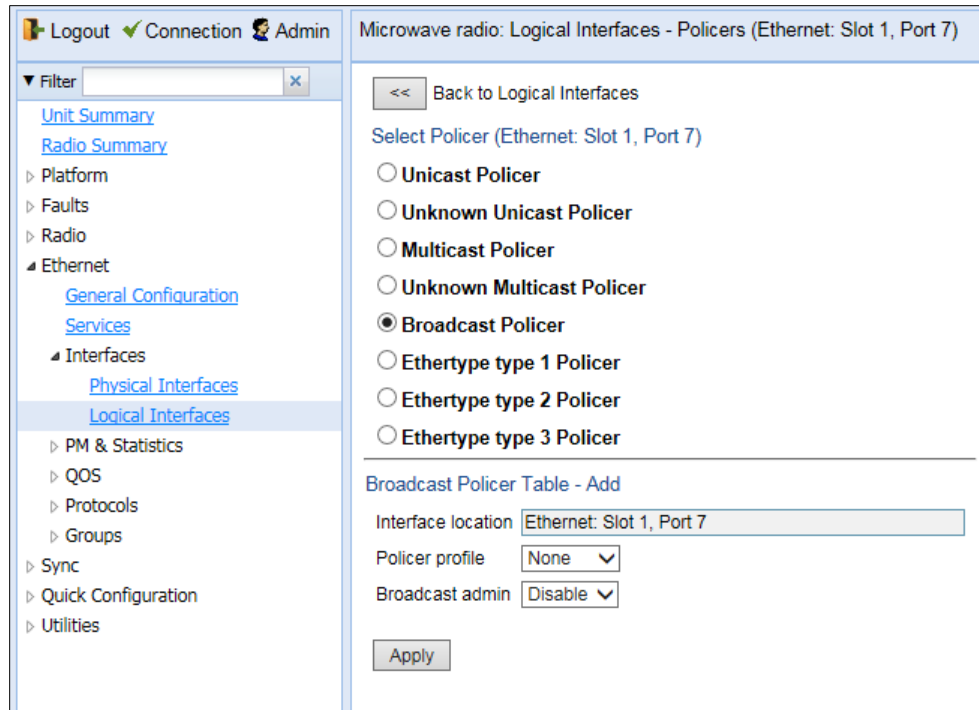 Logout Connection Admin
Filter
Unit Summary
Radio Summary
Platform
Faults
Radio
Ethernet
General Configuration
Services
Interfaces
Physical Interfaces
Logical Interfaces
PM & Statistics
QOS
Protocols
Groups
Sync
Quick Configuration
Utilities
Microwave radio: Logical Interfaces - Policers (Ethernet: Slot 1, Port 7)
<< Back to Logical Interfaces
Select Policer (Ethernet: Slot 1, Port 7)
Unicast Policer
Unknown Unicast Policer
Multicast Policer
Unknown Multicast Policer
Broadcast Policer
Ethertype type 1 Policer
Ethertype type 2 Policer
Ethertype type 3 Policer
Broadcast Policer Table - Add
Interface location Ethernet: Slot 1, Port 7
Policer profile None
Broadcast admin Disable
Apply